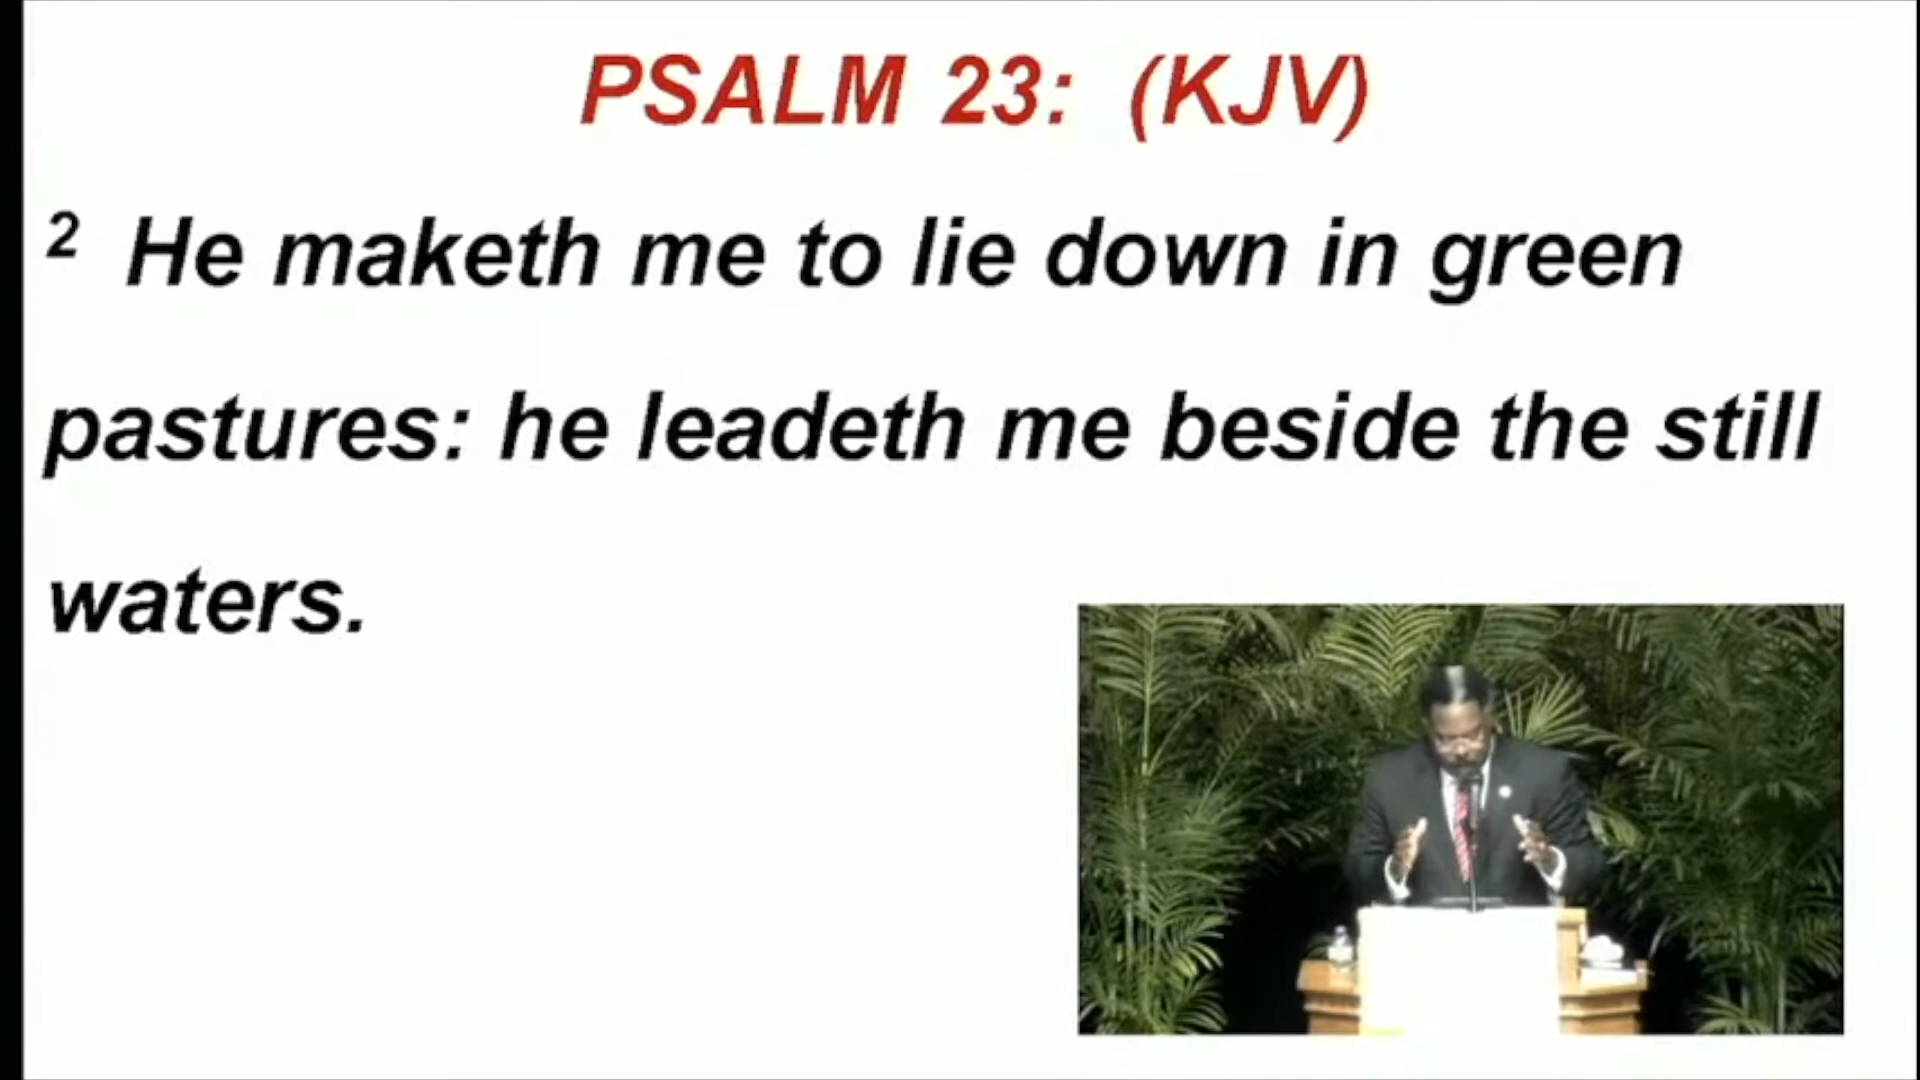 PSALM 23: (KJV)
2 He maketh me to lie down in green
pastures: he leadeth me beside the still
waters.